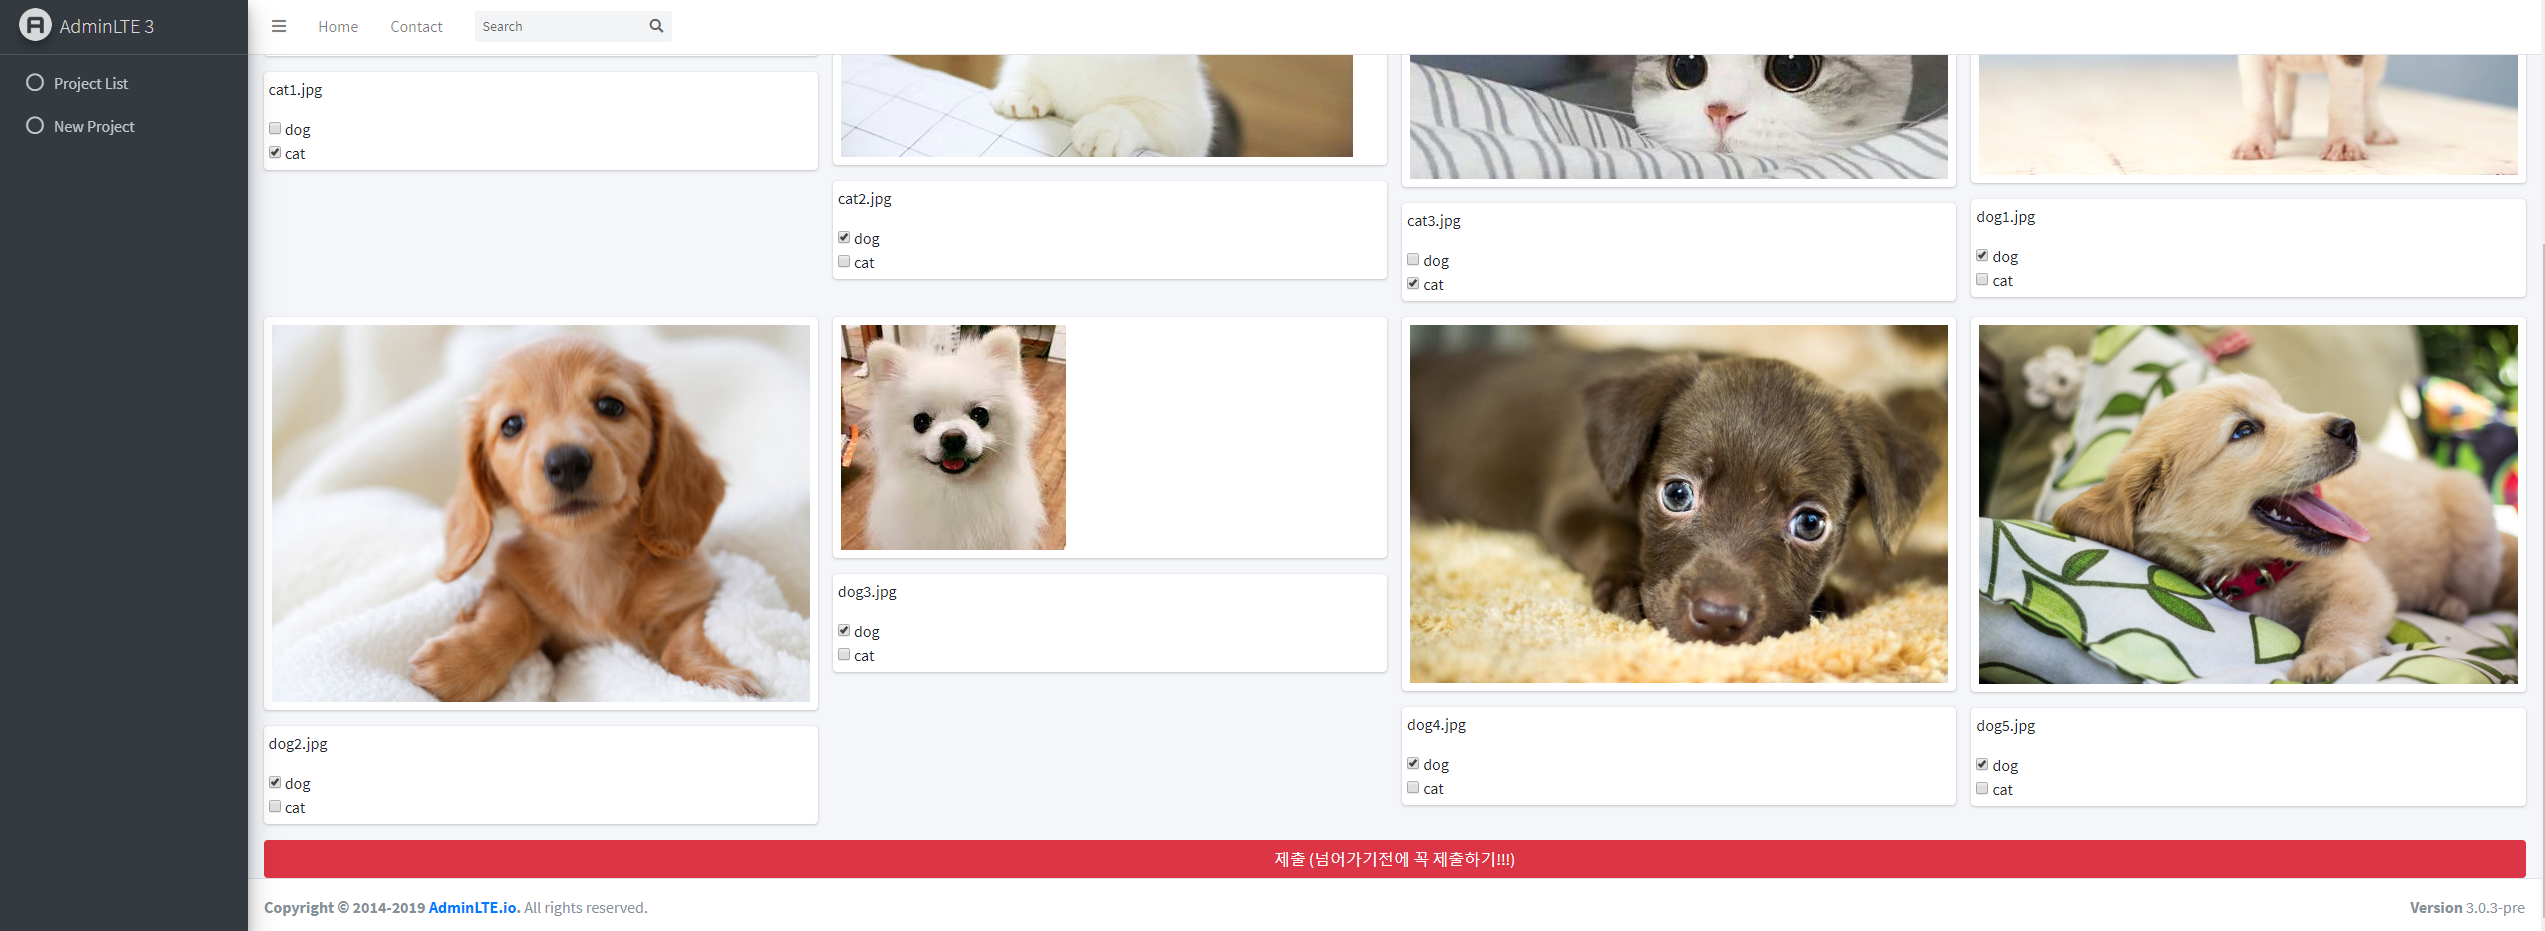 AdminLTE 3
Home
Contact
Search
Project List
New Project
cat1.jpg
dog
cat
cat2.jpg
dog
cat
cat3.jpg
dog
cat
dog1.jpg
dog
cat
dog2.jpg
dog
cat
dog3.jpg
dog
cat
dog4.jpg
dog
cat
dog5.jpg
dog
cat
제출 (넘어가기전에 꼭 제출하기!!!)
Copyright © 2014-2019 AdminLTE.io. All rights reserved.
Version 3.0.3-pre